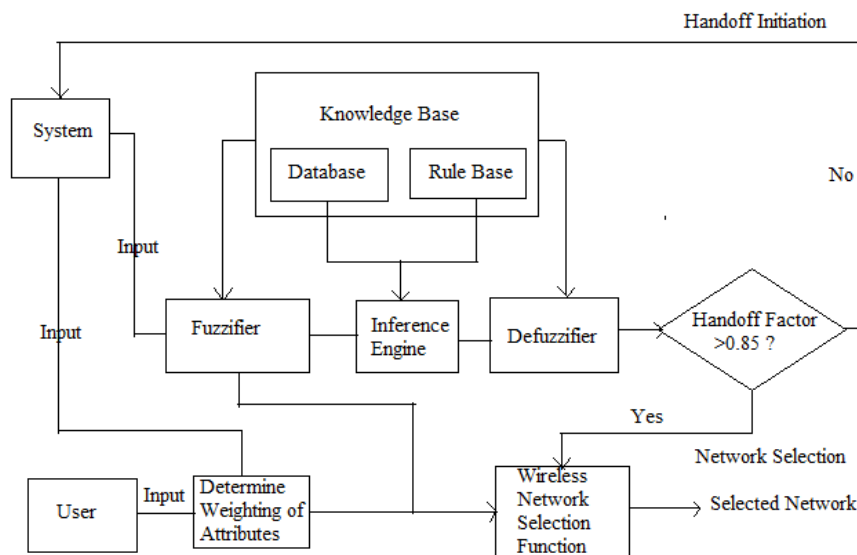 Handoff Initiation
System
Knowledge Base
Database
Rule Base
No
Input
Input
Fuzzifier
Inference
Engine
Defuzzifier
Handoff Factor
>0.85 ?
Yes
Network Selection
User
Input
Determine
Weighting of
Attributes
Wireless
Network
Selection
Function
Selected Network